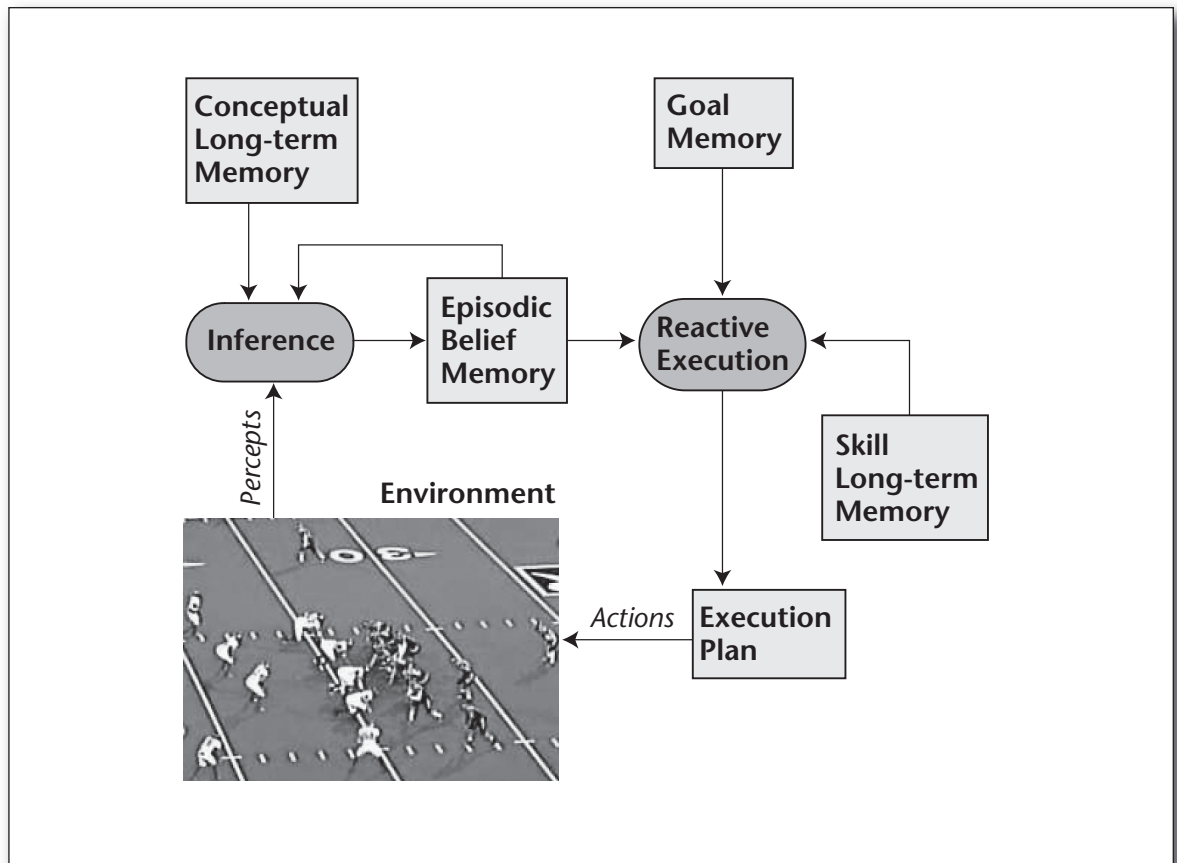 Conceptual
Long-term
Memory
Goal
Memory
Inference
Episodic
Belief
Memory
Reactive
Execution
Skill
Long-term
Memory
Percepts
Environment
30
Actions
Execution
Plan